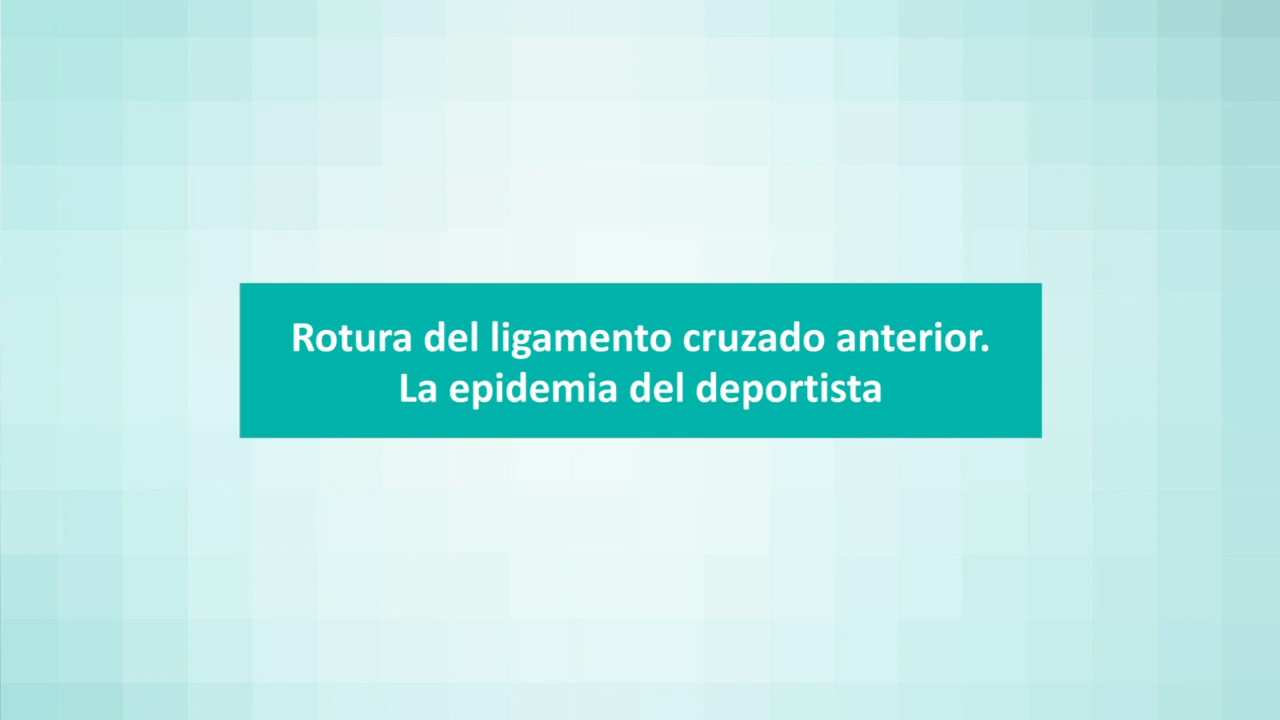 Rotura del ligamento cruzado anterior.
La epidemia del deportista